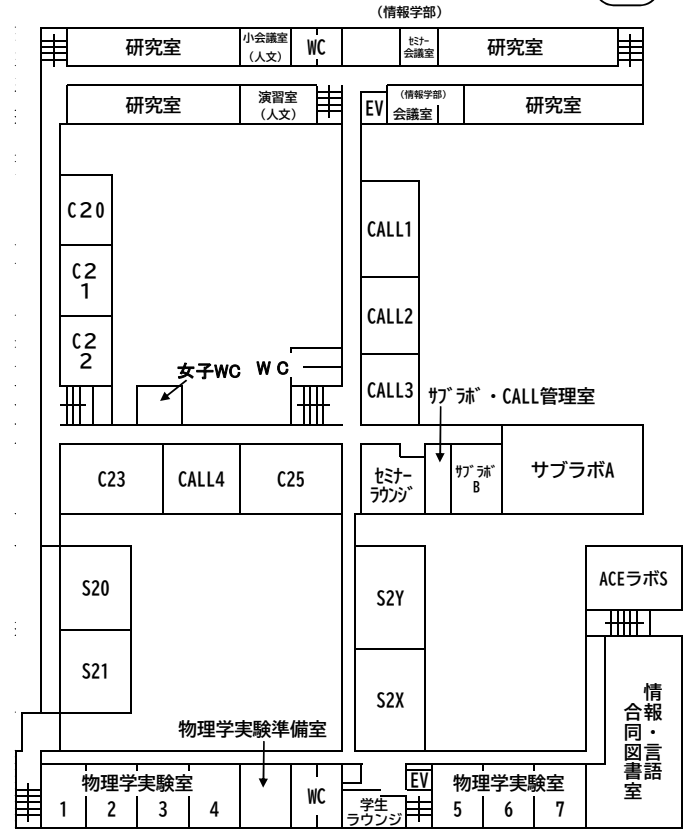 (情報学部)
研究室
小会議室
(人文)
WC
ｾﾐﾅｰ
会議室
研究室
研究室
演習室
(人文)
EV
(情報学部)
会議室
研究室
C20
CALL1
C2
1
CALL2
C2
2
女子WC
WC
CALL3
ｻﾌﾞﾗﾎﾞ・CALL管理室
C23
CALL4
C25
ｾﾐﾅｰ
ﾗｳﾝｼﾞ
ｻﾌﾞﾗﾎﾞ
B
サブラボA
S20
S2Y
ACEラボS
S21
S2X
情報・言語
合同図書室
物理学実験準備室
物理学実験室
1
2
3
4
WC
学生
ラウンジ
EV
物理学実験室
5
6
7